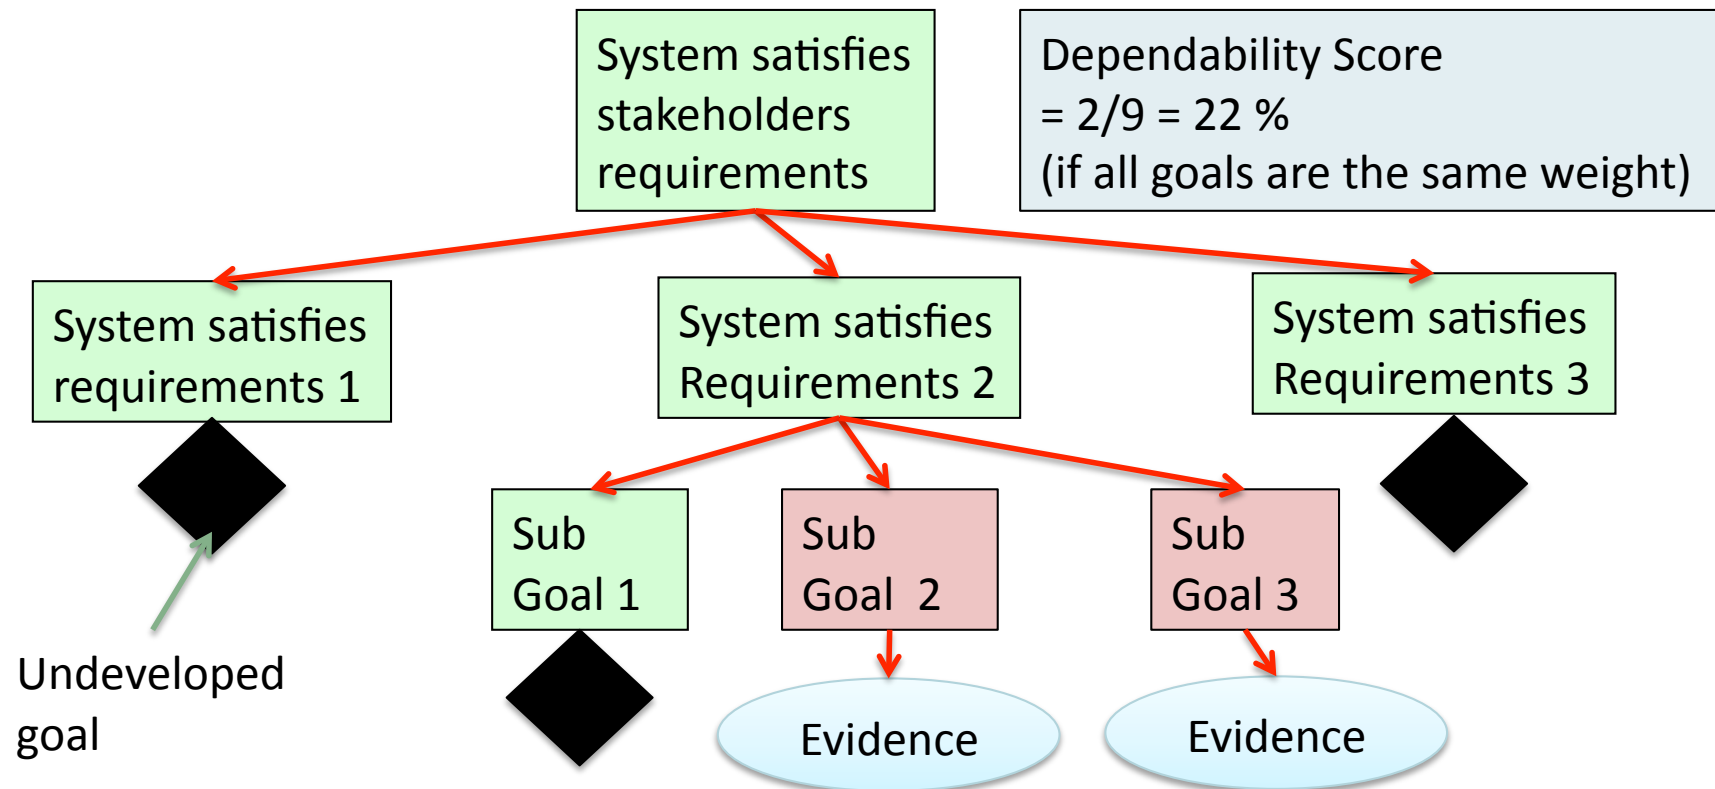 System satisfies
stakeholders
requirements
Dependability Score
= 2/9 = 22 %
(if all goals are the same weight)
System satisfies
requirements 1
System satisfies
Requirements 2
System satisfies
Requirements 3
Sub
Goal 1
Sub
Goal  2
Sub
Goal 3
Undeveloped
goal
Evidence
Evidence